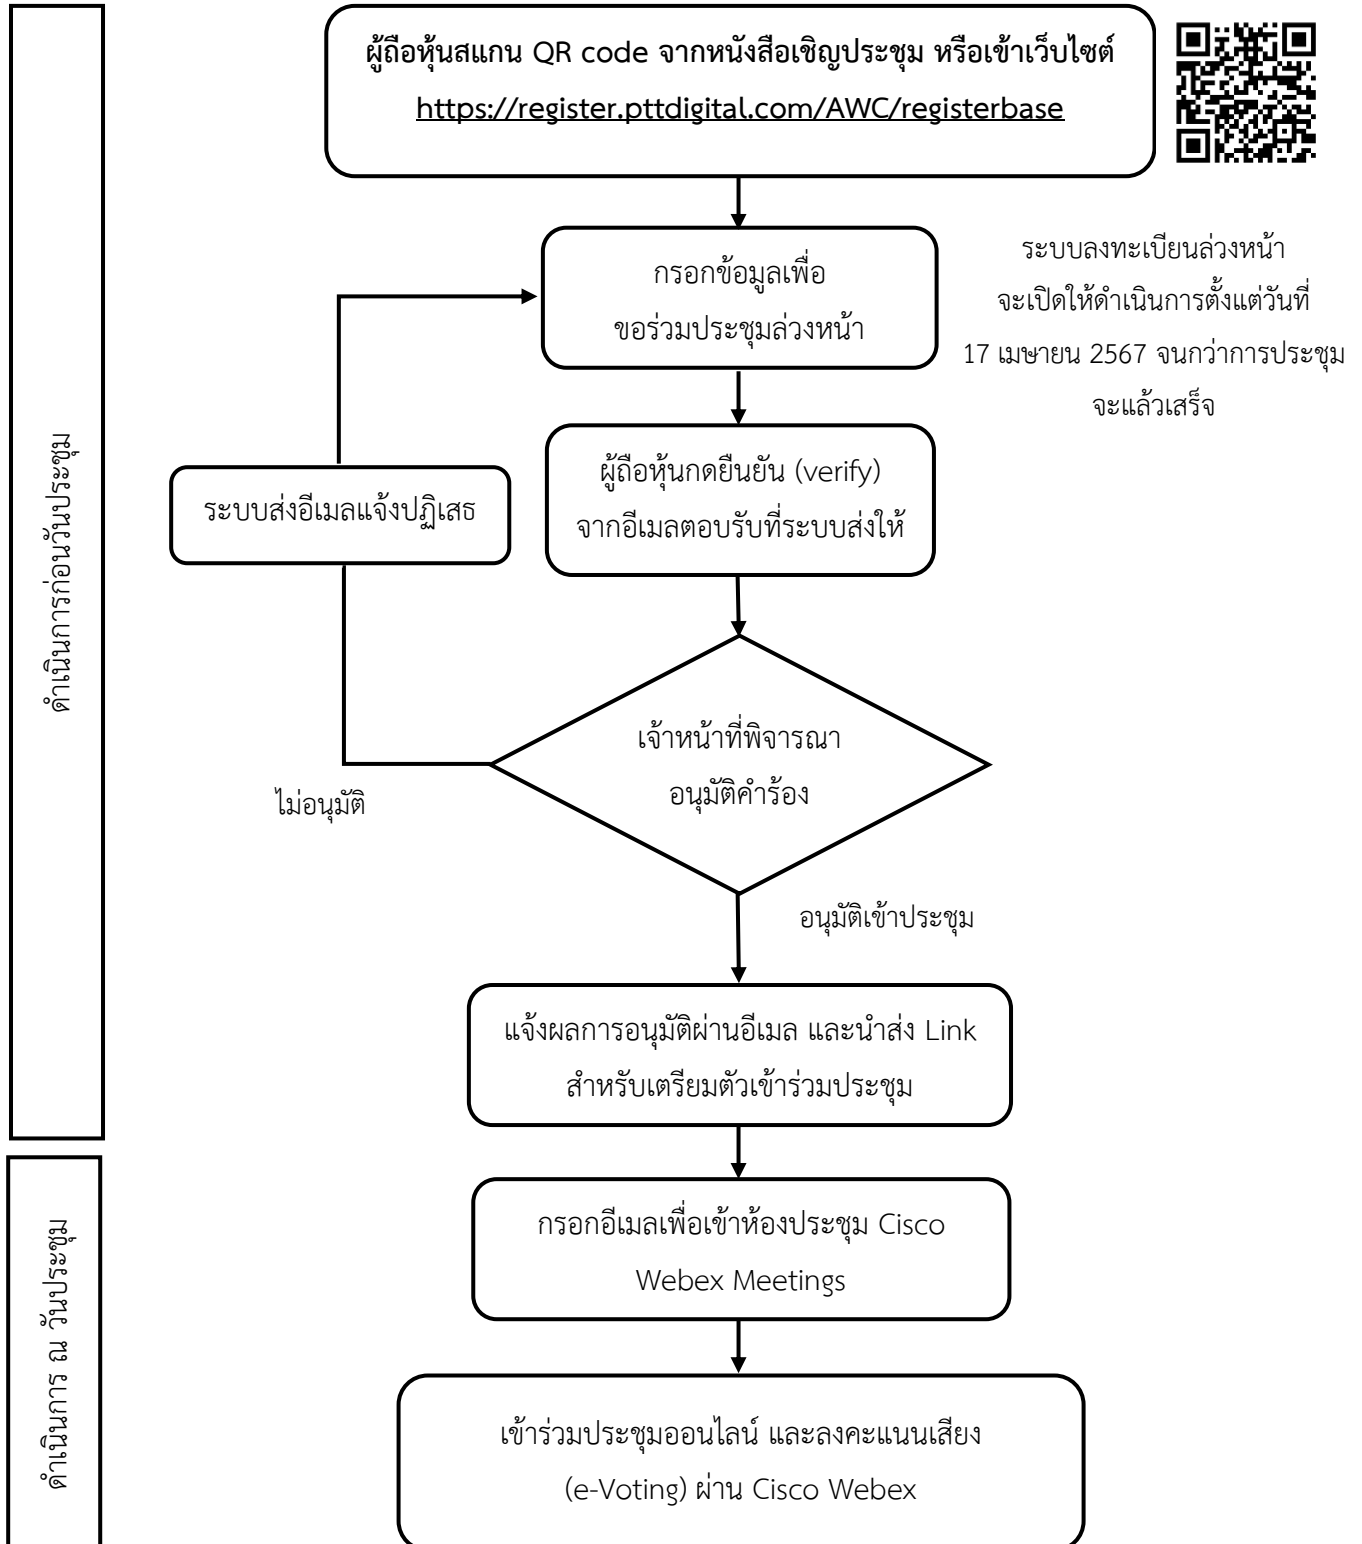 ผู้ถือหุ้นสแกน QR code จากหนังสือเชิญประชุม หรือเข้าเว็บไซต์
https://register.pttdigital.com/AWC/registerbase
กรอกข้อมูลเพื่อ
ขอร่วมประชุมล่วงหน้า
ระบบลงทะเบียนล่วงหน้า
จะเปิดให้ดำเนินการตั้งแต่วันที่
17 เมษายน 2567 จนกว่าการประชุม
จะแล้วเสร็จ
ดำเนินการก่อนวันประชุม
ระบบส่งอีเมลแจ้งปฏิเสธ
ผู้ถือหุ้นกดยืนยัน (verify)
จากอีเมลตอบรับที่ระบบส่งให้
เจ้าหน้าที่พิจารณา
อนุมัติคำร้อง
ไม่อนุมัติ
อนุมัติเข้าประชุม
แจ้งผลการอนุมัติผ่านอีเมล และนำส่ง Link
สำหรับเตรียมตัวเข้าร่วมประชุม
ดำเนินการ ณ วันประชุม
กรอกอีเมลเพื่อเข้าห้องประชุม Cisco
Webex Meetings
เข้าร่วมประชุมออนไลน์ และลงคะแนนเสียง
(e-Voting) ผ่าน Cisco Webex